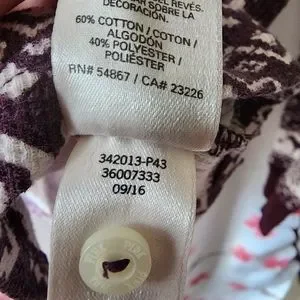 REVÉS.
SOBRE LA
DECORACIÓN.
60% COTTON / COTON /
ALGODÓN
40% POLYESTER /
POLIÉSTER
RN# 54867 / CA# 23226
342013-P43
36007333
09/16